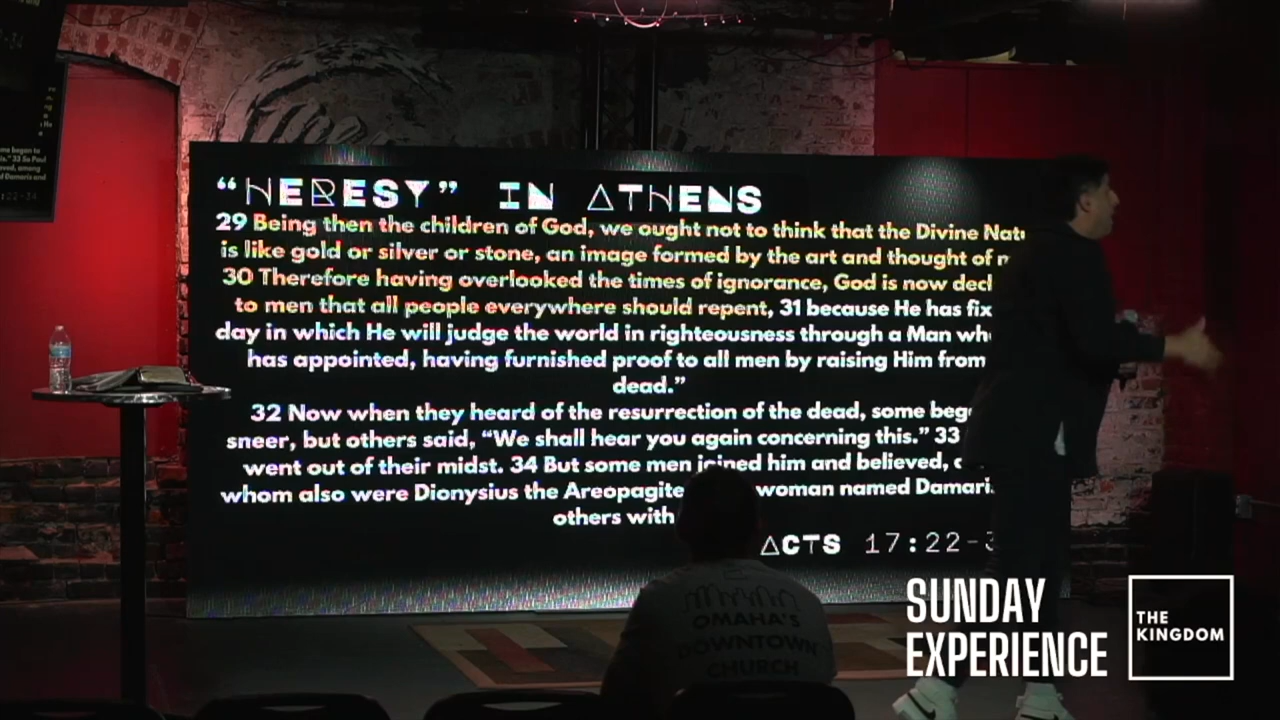 “HERESY” IN ATHENS
29 Being then the children of God, we ought not to think that the Divine Natu
is like gold or silver or stone, an image formed by the art and thought of
30 Therefore having overlooked the times of ignorance, God is now decl
to men that all people everywhere should repent, 31 because He has fix
day in which He will judge the world in righteousness through a Man wh
has appointed, having furnished proof to all men by raising Him from
dead.”
32 Now when they heard of the resurrection of the dead, some beg
sneer, but others said, “We shall hear you again concerning this.” 33
went out of their midst. 34 But some men joined him and believed,
whom also were Dionysius the Areopagite woman named Damaris
others with
ACTS 17:22-3
OMAHA'S
DOWNTOWN
CHURCH
SUNDAY
EXPERIENCE
THE
KINGDOM